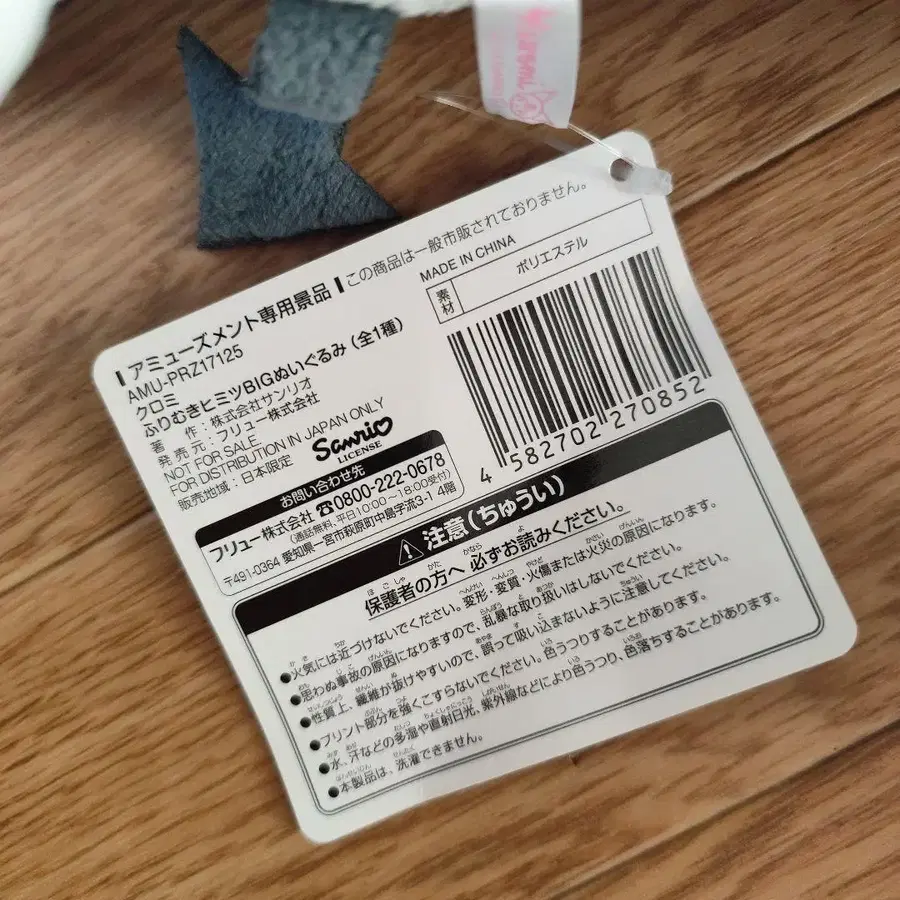 Kuromi
アミューズメント専用景品
この商品は一般市販されておりません。
AMU-PRZ17125
クロミ
ふりむきヒミツBIGぬいぐるみ（全1種）
著　作：株式会社サンリオ
発売元：フリュー株式会社
NOT FOR SALE
FOR DISTRIBUTION IN JAPAN ONLY
販売地域：日本限定
Sanrio
LICENSE
MADE IN CHINA
素材
ポリエステル
4 582702 270852
お問い合わせ先
フリュー株式会社 ☎0800-222-0678
（通話無料、平日10:00〜18:00受付）
〒491-0364 愛知県一宮市萩原町中島字流3-1 4階
⚠注意（ちゅうい）
保護者の方へ 必ずお読みください。
●火気には近づけないでください。変形・変質・火傷または火災の原因になります。
●思わぬ事故の原因になりますので、乱暴な取り扱いはしないでください。
●性質上、繊維が抜けやすいので、誤って吸い込まないように注意してください。
●プリント部分を強くこすらないでください。色うつりすることがあります。
●水、汗などの多湿や直射日光、紫外線などにより色うつり、色落ちすることがあります。
●本製品は、洗濯できません。